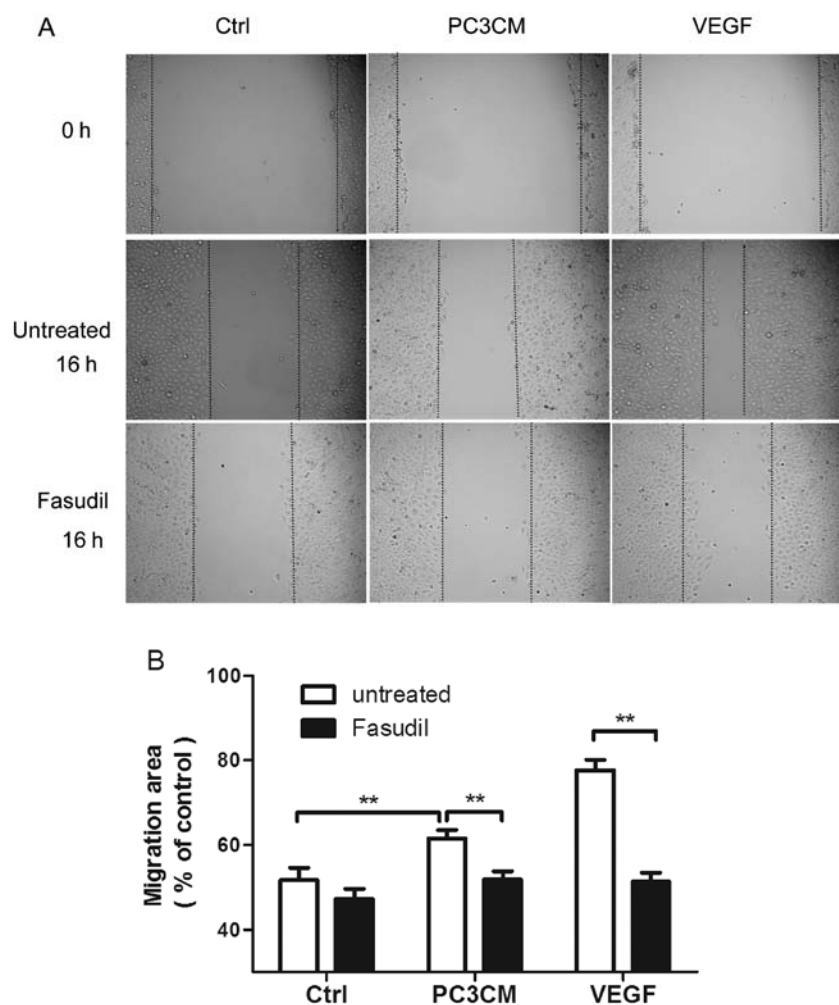 A
Ctrl
PC3CM
VEGF
0 h
Untreated
16 h
Fasudil
16 h
B
Migration area
( % of control )
100
80
60
40
untreated
Fasudil
**
**
**
Ctrl
PC3CM
VEGF